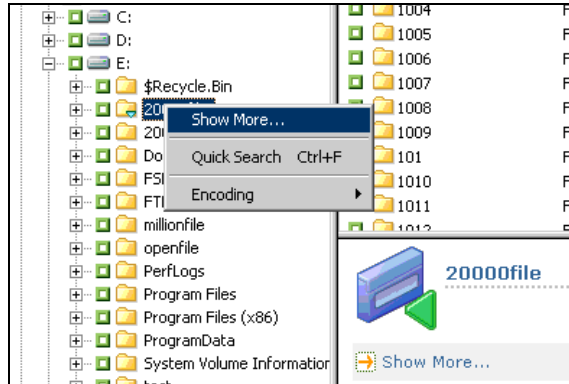 C:
D:
E:
$Recycle.Bin
Show More...
Quick Search Ctrl+F
Encoding
millionfile
openfile
PerfLogs
Program Files
Program Files (x86)
ProgramData
System Volume Information
1004
1005
1006
1007
1008
1009
101
1010
1011
1012
20000file
Show More...